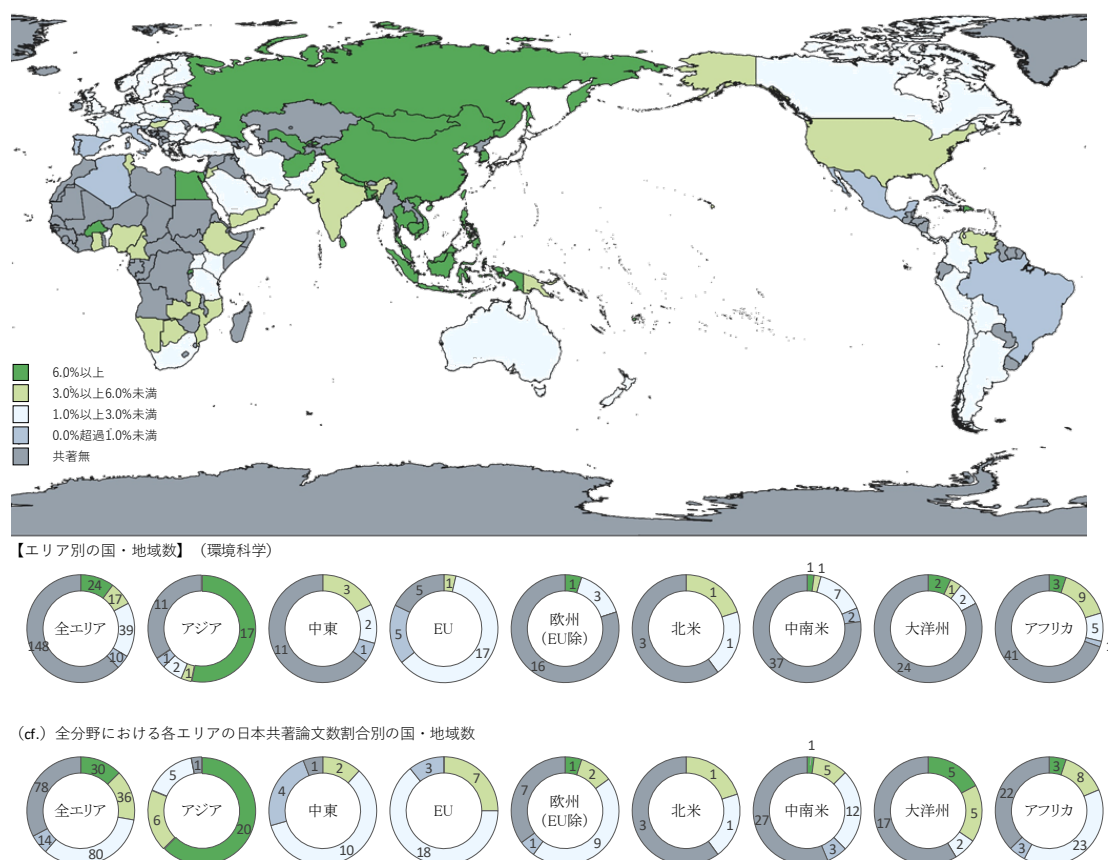 6.0%以上
3.0%以上6.0%未満
1.0%以上3.0%未満
0.0%超過1.0%未満
共著無
【エリア別の国・地域数】（環境科学）
全エリア
24
17
39
10
148
アジア
17
1
2
1
11
中東
3
2
1
11
EU
1
17
5
5
欧州
(EU除)
1
3
16
北米
1
1
3
中南米
1
1
7
2
37
大洋州
2
1
2
24
アフリカ
3
9
5
41
（cf.）全分野における各エリアの日本共著論文数割合別の国・地域数
全エリア
30
36
80
14
78
アジア
20
6
5
1
中東
2
10
4
1
EU
7
18
3
欧州
(EU除)
1
2
9
1
7
北米
1
1
3
中南米
1
5
12
3
27
大洋州
5
5
2
17
アフリカ
3
8
23
3
22